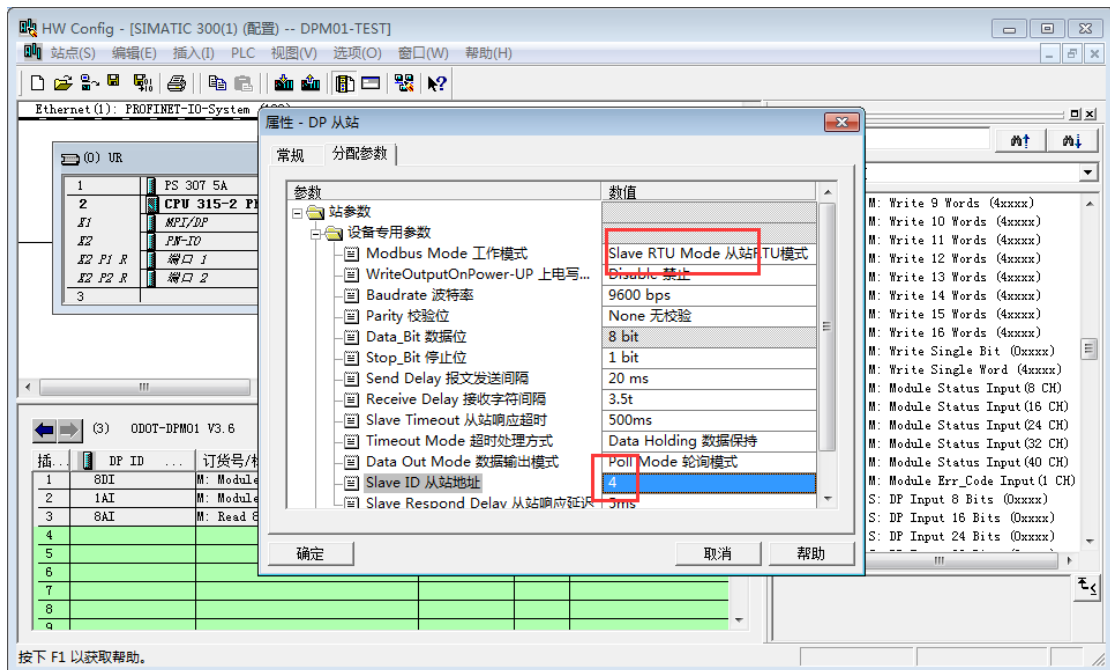 HW Config - [SIMATIC 300(1) (配置) -- DPM01-TEST]
站点(S) 编辑(E) 插入(I) PLC 视图(V) 选项(O) 窗口(W) 帮助(H)
Ethernet(1): PROFINET-IO-System
(0) UR
1 PS 307 5A
2 CPU 315-2 P
X1 MPI/DP
X2 PN-IO
X2 P1 R 端口 1
X2 P2 R 端口 2
3
属性 - DP 从站
常规 分配参数
参数 数值
站参数
设备专用参数
Modbus Mode 工作模式 Slave RTU Mode 从站RTU模式
WriteOutputOnPower-UP 上电写... Disable 禁止
Baudrate 波特率 9600 bps
Parity 校验位 None 无校验
Data_Bit 数据位 8 bit
Stop_Bit 停止位 1 bit
Send Delay 报文发送间隔 20 ms
Receive Delay 接收字符间隔 3.5t
Slave Timeout 从站响应超时 500ms
Timeout Mode 超时处理方式 Data Holding 数据保持
Data Out Mode 数据输出模式 Poll Mode 轮询模式
Slave ID 从站地址 4
Slave Respond Delay 从站响应延迟 5ms
确定 取消 帮助
M: Write 9 Words (4xxxx)
M: Write 10 Words (4xxxx)
M: Write 11 Words (4xxxx)
M: Write 12 Words (4xxxx)
M: Write 13 Words (4xxxx)
M: Write 14 Words (4xxxx)
M: Write 15 Words (4xxxx)
M: Write 16 Words (4xxxx)
M: Write Single Bit (0xxxx)
M: Write Single Word (4xxxx)
M: Module Status Input(8 CH)
M: Module Status Input(16 CH)
M: Module Status Input(24 CH)
M: Module Status Input(32 CH)
M: Module Status Input(40 CH)
M: Module Err_Code Input(1 CH)
S: DP Input 8 Bits (0xxxx)
S: DP Input 16 Bits (0xxxx)
S: DP Input 24 Bits (0xxxx)
(3) ODOT-DPM01 V3.6
插... DP ID ... 订货号/
1 8DI M: Module
2 1AI M: Module
3 8AI M: Read 8
4
5
6
7
8
9
按下 F1 以获取帮助。